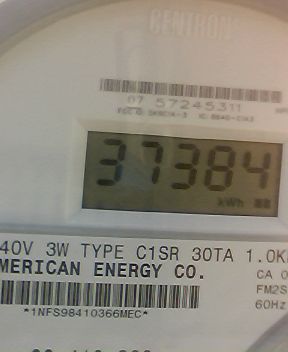 CENTRON
07 57245311
37384
kWh
40V 3W TYPE C1SR 30TA 1.0K
MERICAN ENERGY CO.
CA 0
FM2S
60Hz
*1NFS98410366MEC*